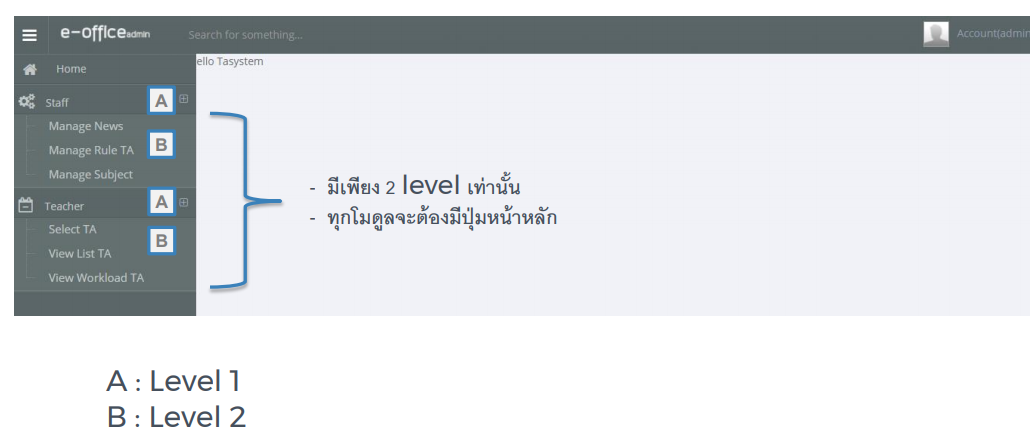 e-office admin Search for something... Account(admin
Home
ello Tasystem
Staff A
Manage News
Manage Rule TA B
Manage Subject
Teacher A
Select TA
B
View List TA
View Workload TA
- มีเพียง 2 level เท่านั้น
- ทุกโมดูลจะต้องมีปุ่มหน้าหลัก
A : Level 1
B : Level 2